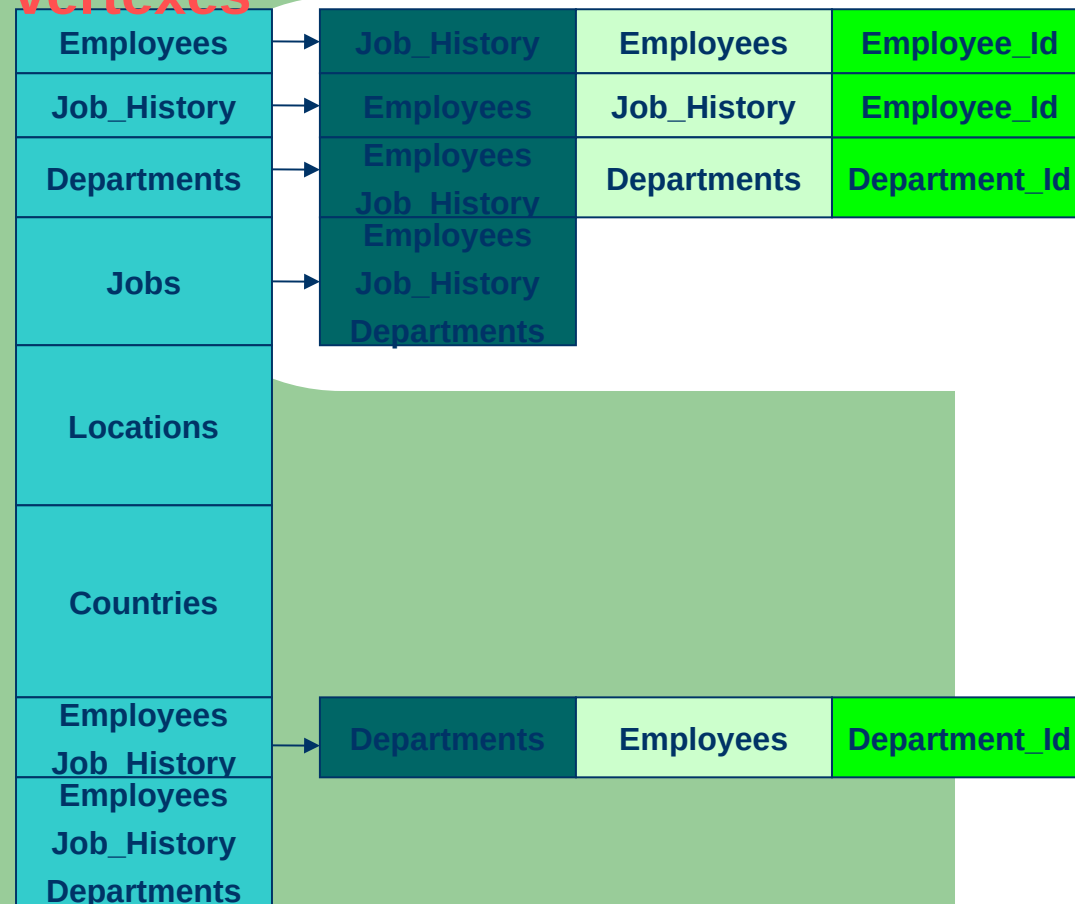 Vertexes
Employees Job_History Employees Employee_Id
Job_History Employees Job_History Employee_Id
Departments Employees
Job_History Departments Department_Id
Jobs Employees
Job_History
Departments
Locations
Countries
Employees
Job_History Departments Employees Department_Id
Employees
Job_History
Departments